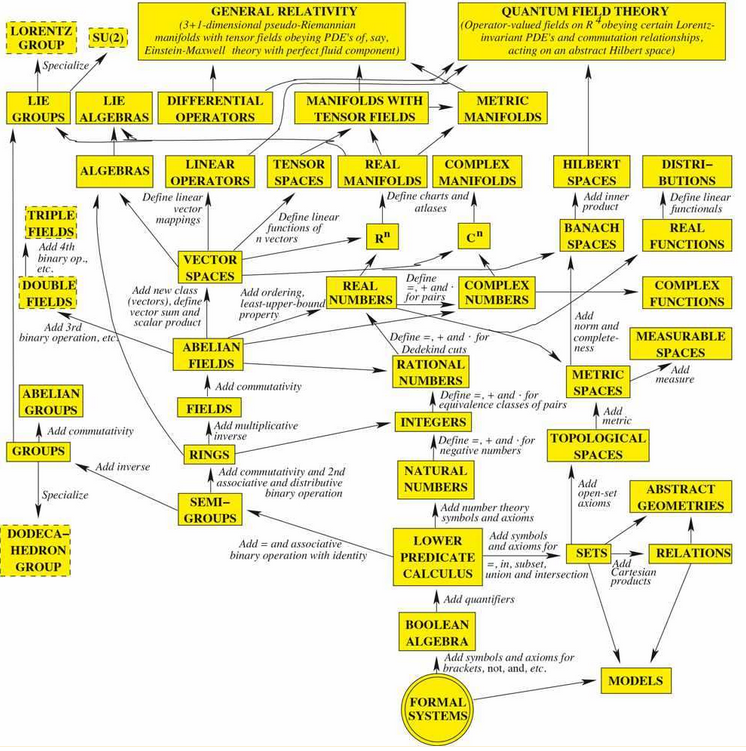 GENERAL RELATIVITY
(3+1-dimensional pseudo-Riemannian
manifolds with tensor fields obeying PDE's of, say,
Einstein-Maxwell theory with perfect fluid component)
QUANTUM FIELD THEORY
(Operator-valued fields on R^4 obeying certain Lorentz-
invariant PDE's and commutation relationships,
acting on an abstract Hilbert space)
LORENTZ
GROUP
SU(2)
Specialize
LIE
GROUPS
LIE
ALGEBRAS
DIFFERENTIAL
OPERATORS
MANIFOLDS WITH
TENSOR FIELDS
METRIC
MANIFOLDS
ALGEBRAS
LINEAR
OPERATORS
TENSOR
SPACES
REAL
MANIFOLDS
COMPLEX
MANIFOLDS
HILBERT
SPACES
DISTRI-
BUTIONS
Define linear
vector
mappings
Define linear
functions of
n vectors
Define charts and
atlases
Add inner
product
Define linear
functionals
TRIPLE
FIELDS
R^n
C^n
BANACH
SPACES
REAL
FUNCTIONS
Add 4th
binary op.,
etc.
VECTOR
SPACES
DOUBLE
FIELDS
Add new class
(vectors), define
vector sum and
scalar product
Add ordering,
least-upper-bound
property
REAL
NUMBERS
Define
=, + and ·
for pairs
COMPLEX
NUMBERS
COMPLEX
FUNCTIONS
Add 3rd
binary operation, etc.
Add
norm and
complete-
ness
ABELIAN
FIELDS
Define =, + and · for
Dedekind cuts
MEASURABLE
SPACES
RATIONAL
NUMBERS
METRIC
SPACES
Add
measure
ABELIAN
GROUPS
Add commutativity
FIELDS
Define =, + and · for
equivalence classes of pairs
INTEGERS
Add
metric
Add commutativity
Add multiplicative
inverse
GROUPS
RINGS
Define =, + and · for
negative numbers
TOPOLOGICAL
SPACES
Add inverse
Add commutativity and 2nd
associative and distributive
binary operation
NATURAL
NUMBERS
Specialize
SEMI-
GROUPS
Add number theory
symbols and axioms
Add
open-set
axioms
ABSTRACT
GEOMETRIES
DODECA-
HEDRON
GROUP
Add = and associative
binary operation with identity
LOWER
PREDICATE
CALCULUS
Add symbols
and axioms for
=, in, subset,
union and intersection
SETS
Add
Cartesian
products
RELATIONS
Add quantifiers
BOOLEAN
ALGEBRA
Add symbols and axioms for
brackets, not, and, etc.
MODELS
FORMAL
SYSTEMS